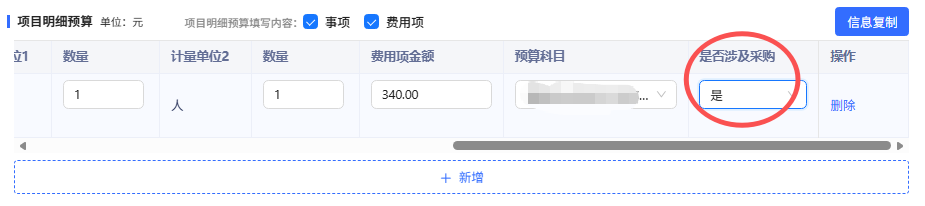 项目明细预算 单位：元 项目明细预算填写内容： 事项 费用项 信息复制
位1 数量 计量单位2 数量 费用项金额 预算科目 是否涉及采购 操作
1 人 1 340.00 ... 是 删除
+ 新增